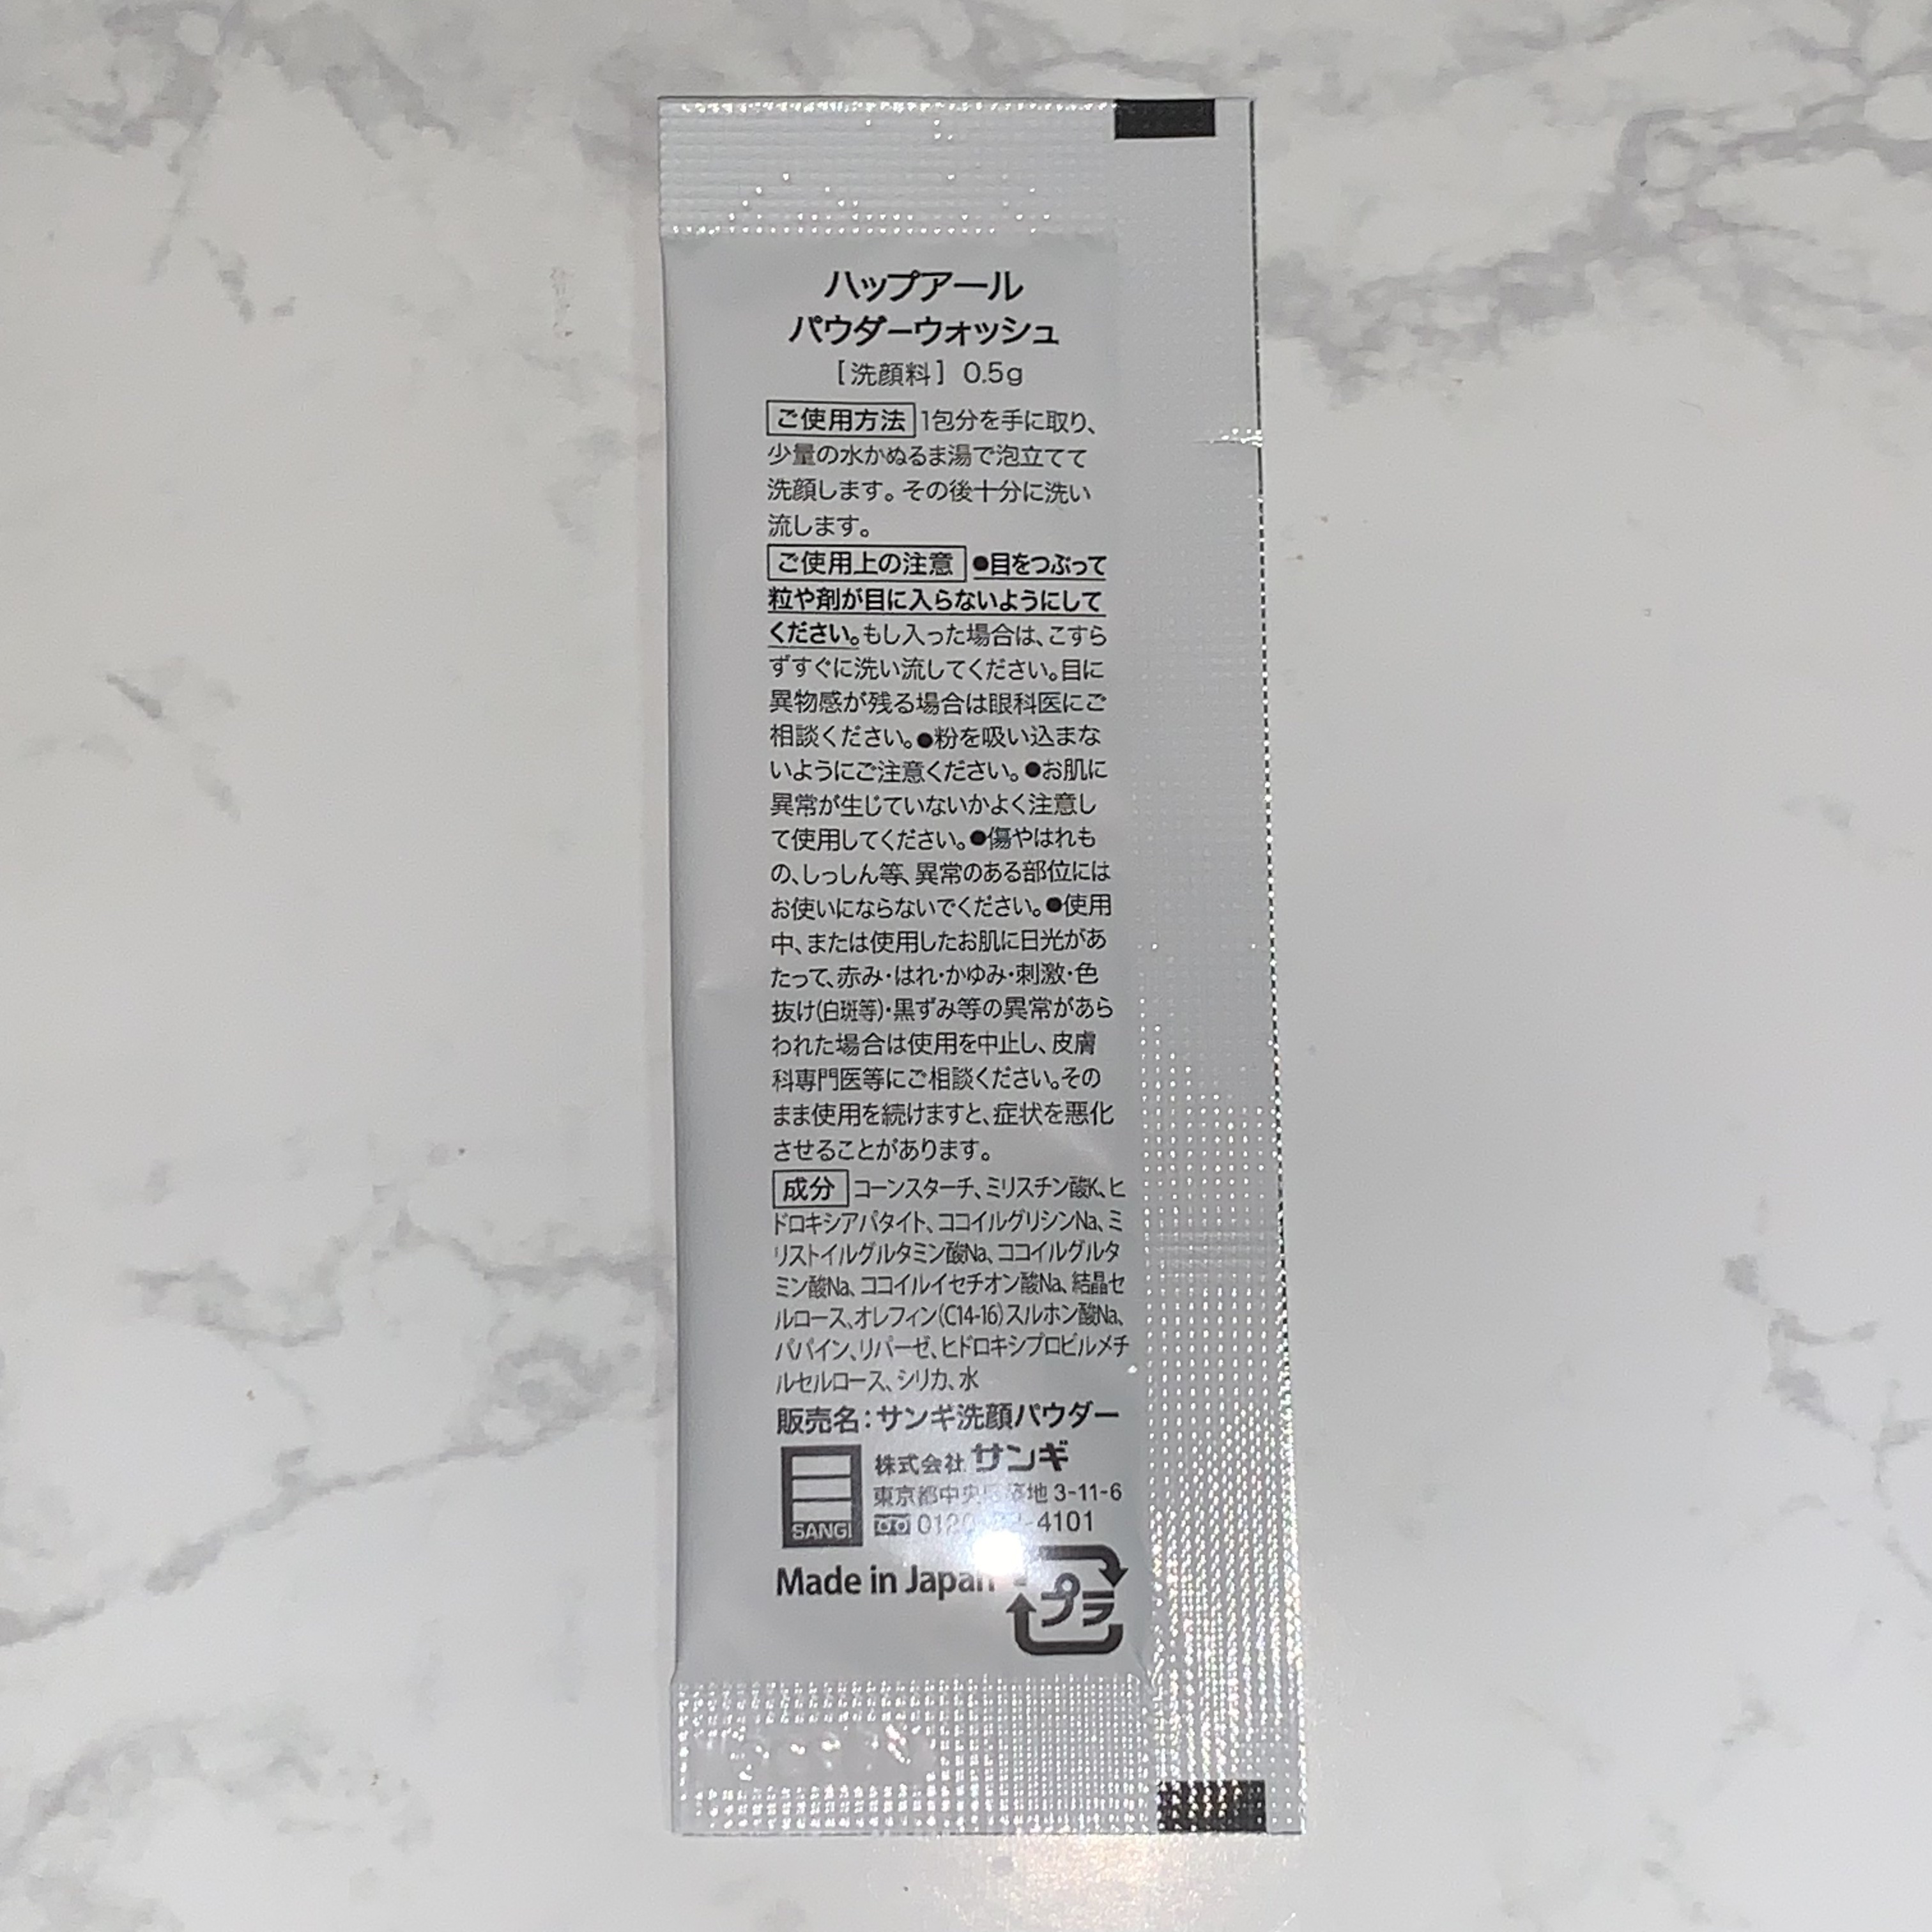 ハップアール
パウダーウォッシュ
[洗顔料] 0.5g
ご使用方法 1包分を手に取り、
少量の水かぬるま湯で泡立てて
洗顔します。その後十分に洗い
流します。
ご使用上の注意 ●目をつぶって
粒や剤が目に入らないようにして
ください。もし入った場合は、こすら
ずすぐに洗い流してください。目に
異物感が残る場合は眼科医にご
相談ください。●粉を吸い込まな
いようにご注意ください。●お肌に
異常が生じていないかよく注意し
て使用してください。●傷やはれも
の、しっしん等、異常のある部位には
お使いにならないでください。●使用
中、または使用したお肌に日光があ
たって、赤み・はれ・かゆみ・刺激・色
抜け(白斑等)・黒ずみ等の異常があら
われた場合は使用を中止し、皮膚
科専門医等にご相談ください。その
まま使用を続けますと、症状を悪化
させることがあります。
成分 コーンスターチ、ミリスチン酸K、ヒ
ドロキシアパタイト、ココイルグリシンNa、ミ
リストイルグルタミン酸Na、ココイルグルタ
ミン酸Na、ココイルイセチオン酸Na、結晶セ
ルロース、オレフィン(C14-16)スルホン酸Na、
パパイン、リパーゼ、ヒドロキシプロピルメチ
ルセルロース、シリカ、水
販売名：サンギ洗顔パウダー
株式会社 サンギ
東京都中央 地 3-11-6
SANGI 0120 -4101
Made in Japan
プラ